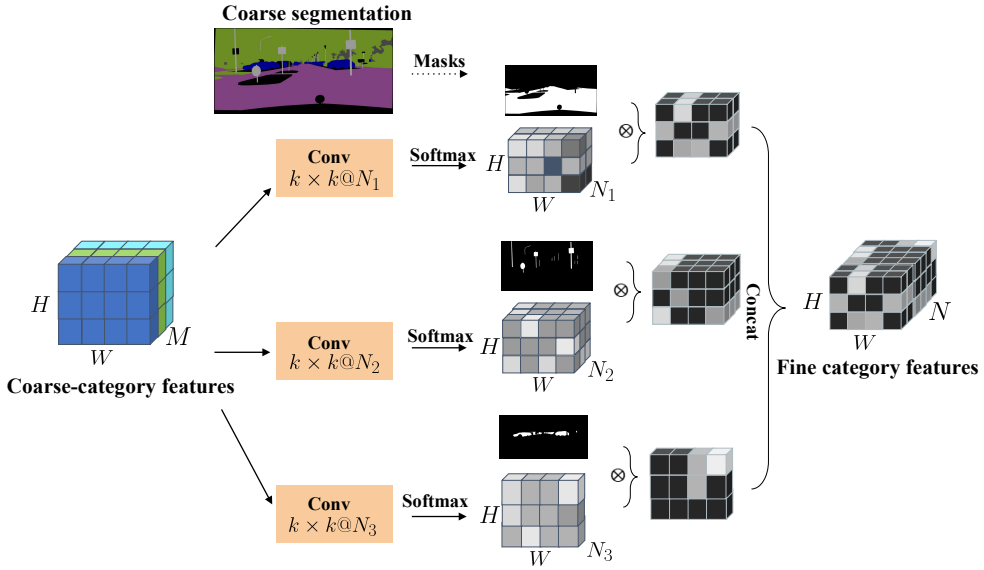 Coarse segmentation
Masks
Conv
k × k@N₁
Softmax
H
W
N₁
H
W
M
Coarse-category features
Conv
k × k@N₂
Softmax
H
W
N₂
Concat
H
W
N
Fine category features
Conv
k × k@N₃
Softmax
H
W
N₃
⊗
⊗
⊗